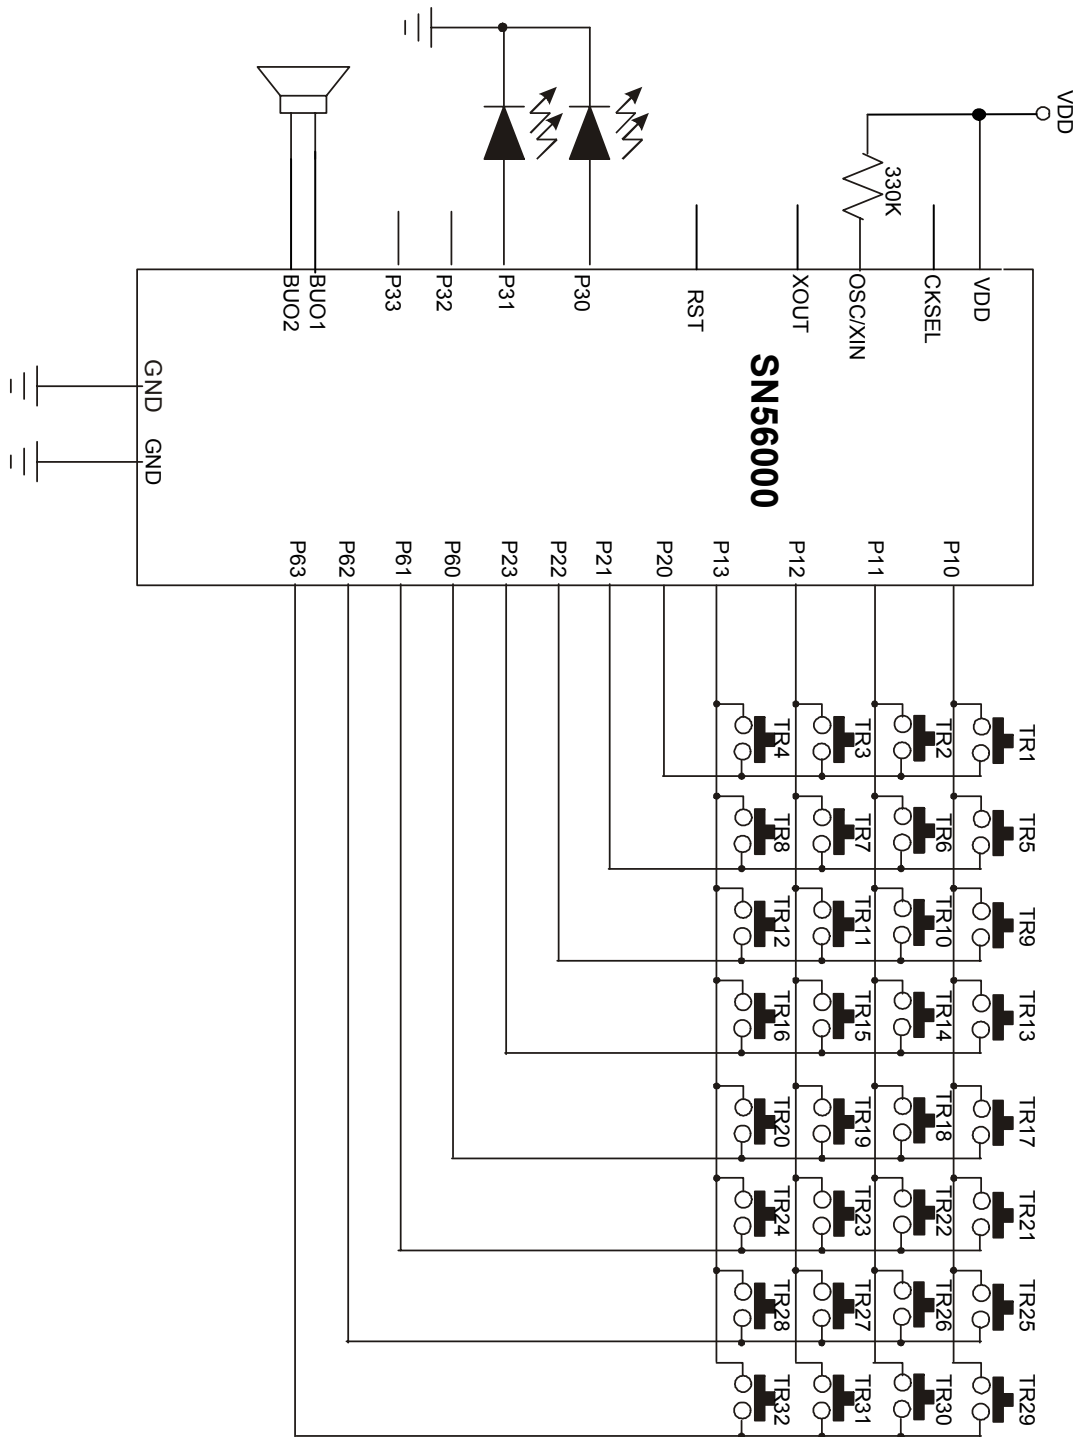 VDD
330K
VDD
CKSEL
OSC/XIN
XOUT
RST
P30
P31
P32
P33
BUO1
BUO2
GND
GND
SN56000
P10
P11
P12
P13
P20
P21
P22
P23
P60
P61
P62
P63
TR1
TR2
TR3
TR4
TR5
TR6
TR7
TR8
TR9
TR10
TR11
TR12
TR13
TR14
TR15
TR16
TR17
TR18
TR19
TR20
TR21
TR22
TR23
TR24
TR25
TR26
TR27
TR28
TR29
TR30
TR31
TR32